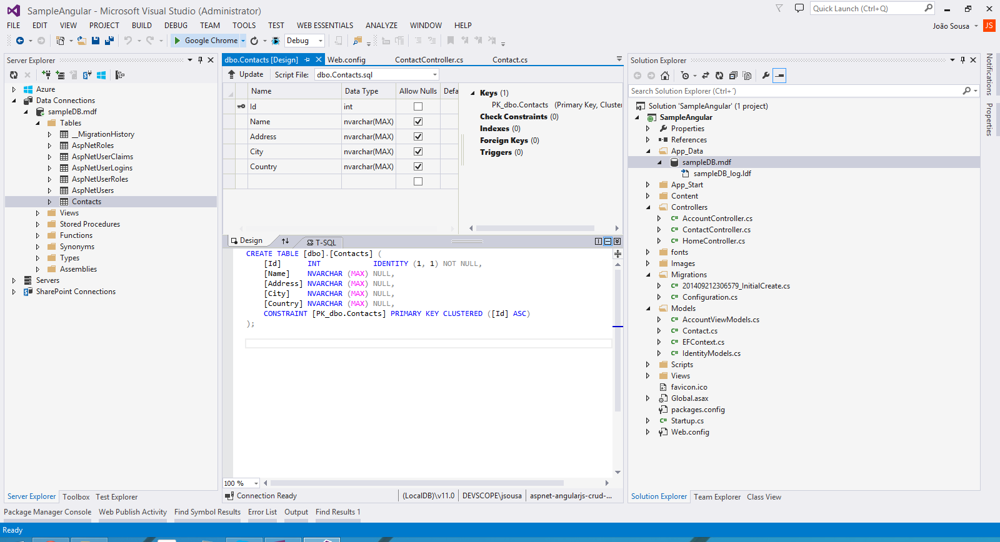 SampleAngular - Microsoft Visual Studio (Administrator)
Quick Launch (Ctrl+Q)
FILE EDIT VIEW PROJECT BUILD DEBUG TEAM TOOLS TEST WEB ESSENTIALS ANALYZE WINDOW HELP
João Sousa JS
Google Chrome Debug
Server Explorer
Azure
Data Connections
sampleDB.mdf
Tables
__MigrationHistory
AspNetRoles
AspNetUserClaims
AspNetUserLogins
AspNetUserRoles
AspNetUsers
Contacts
Views
Stored Procedures
Functions
Synonyms
Types
Assemblies
Servers
SharePoint Connections
Server Explorer Toolbox Test Explorer
dbo.Contacts [Design] Web.config ContactController.cs Contact.cs
Update Script File: dbo.Contacts.sql
Name Data Type Allow Nulls Defa
Id int
Name nvarchar(MAX)
Address nvarchar(MAX)
City nvarchar(MAX)
Country nvarchar(MAX)
Keys (1)
PK_dbo.Contacts (Primary Key, Cluster
Check Constraints (0)
Indexes (0)
Foreign Keys (0)
Triggers (0)
Design T-SQL
CREATE TABLE [dbo].[Contacts] (
[Id] INT IDENTITY (1, 1) NOT NULL,
[Name] NVARCHAR (MAX) NULL,
[Address] NVARCHAR (MAX) NULL,
[City] NVARCHAR (MAX) NULL,
[Country] NVARCHAR (MAX) NULL,
CONSTRAINT [PK_dbo.Contacts] PRIMARY KEY CLUSTERED ([Id] ASC)
);
100 %
Connection Ready (LocalDB)\v11.0 DEVSCOPE\jsousa aspnet-angularjs-crud-...
Solution Explorer
Search Solution Explorer (Ctrl+´)
Solution 'SampleAngular' (1 project)
SampleAngular
Properties
References
App_Data
sampleDB.mdf
sampleDB_log.ldf
App_Start
Content
Controllers
AccountController.cs
ContactController.cs
HomeController.cs
fonts
Images
Migrations
201409212306579_InitialCreate.cs
Configuration.cs
Models
AccountViewModels.cs
Contact.cs
EFContext.cs
IdentityModels.cs
Scripts
Views
favicon.ico
Global.asax
packages.config
Startup.cs
Web.config
Solution Explorer Team Explorer Class View
Notifications
Properties
Package Manager Console Web Publish Activity Find Symbol Results Error List Output Find Results 1
Ready